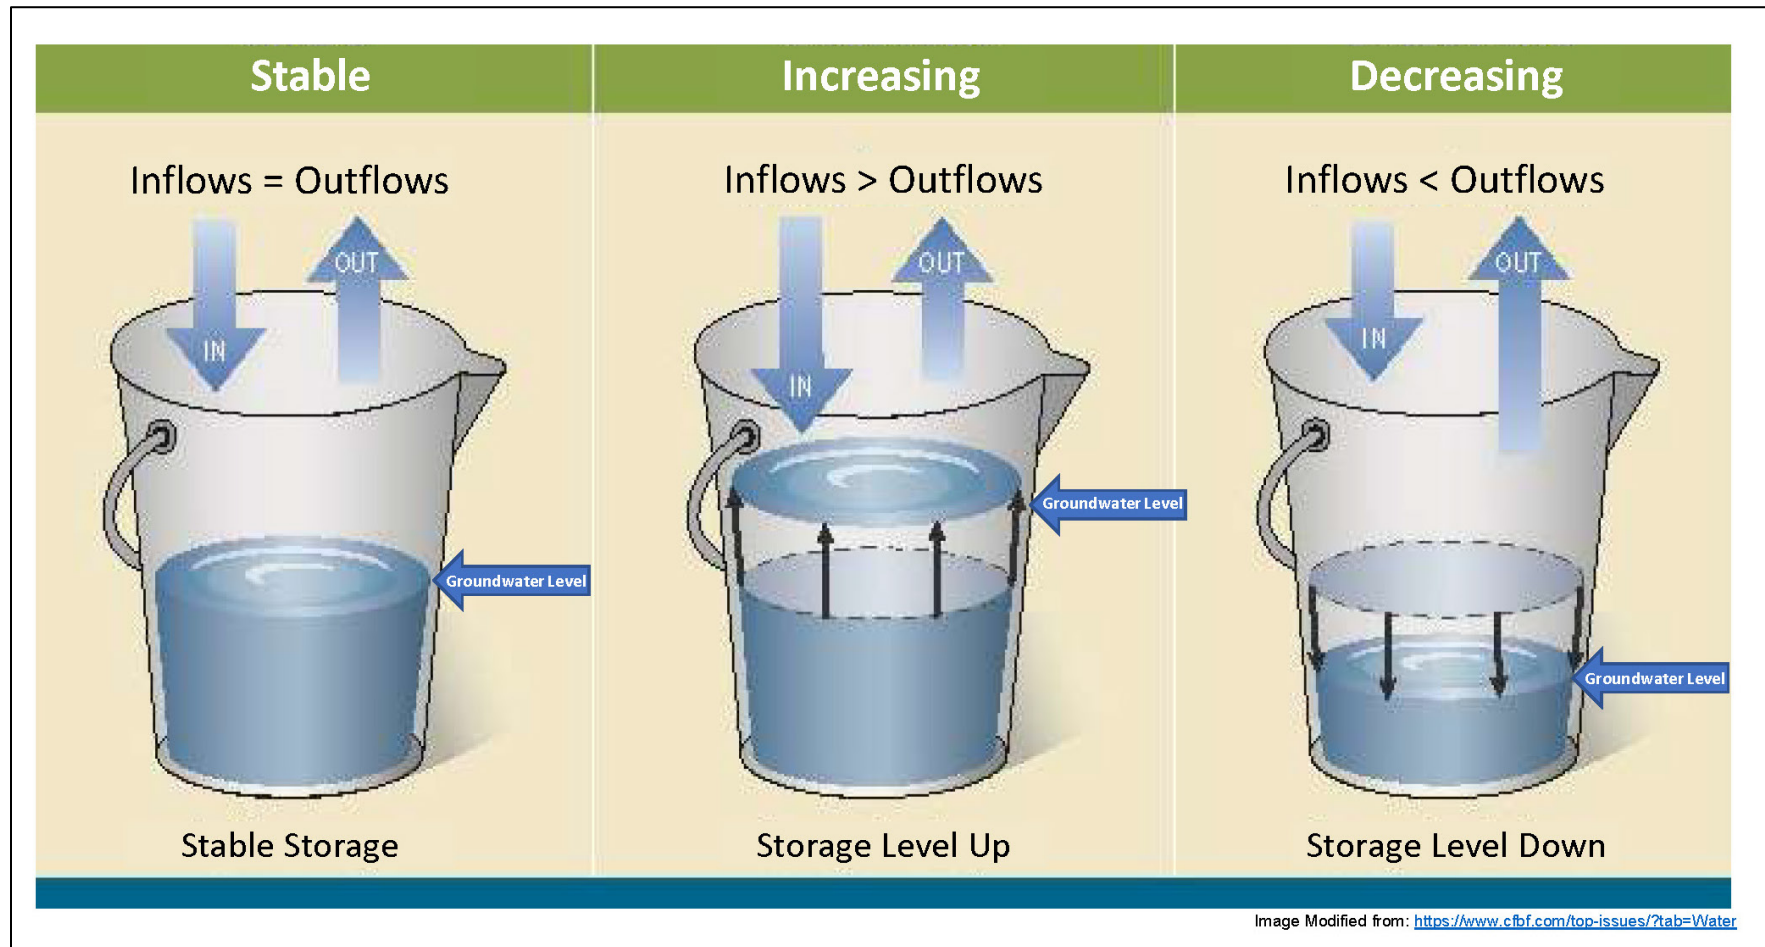 Stable
Inflows = Outflows
OUT
IN
Groundwater Level
Stable Storage
Increasing
Inflows > Outflows
OUT
IN
Groundwater Level
Storage Level Up
Decreasing
Inflows < Outflows
OUT
IN
Groundwater Level
Storage Level Down
Image Modified from: https://www.cfbf.com/top-issues/?tab=Water